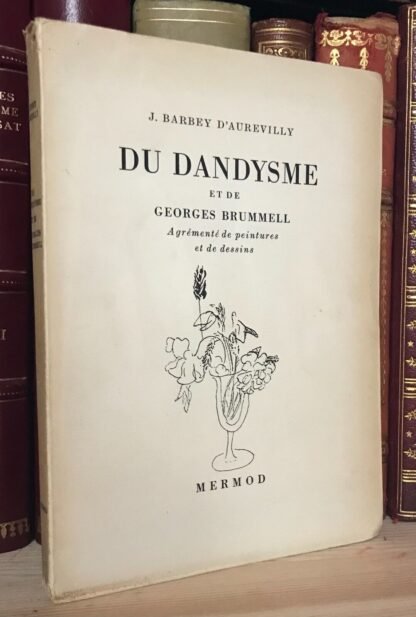 J. BARBEY D'AUREVILLY
DU DANDYSME
ET DE
GEORGES BRUMMELL
Agrémenté de peintures
et de dessins
MERMOD